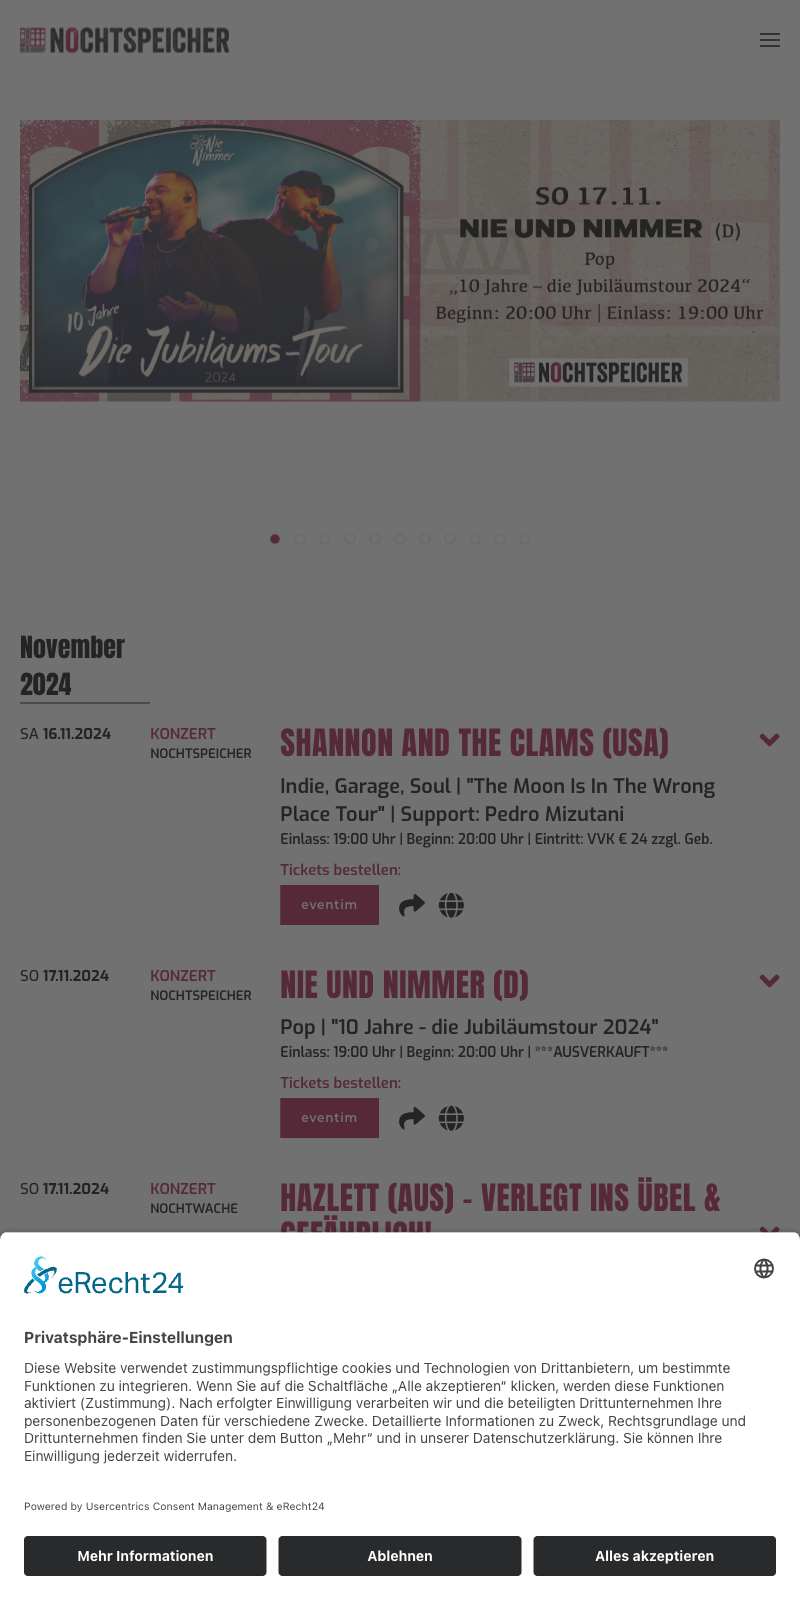 NOCHTSPEICHER
Nie
und
Nimmer
10 Jahre
Die Jubiläums-Tour
2024
SO 17.11.
NIE UND NIMMER (D)
Pop
„10 Jahre – die Jubiläumstour 2024“
Beginn: 20:00 Uhr | Einlass: 19:00 Uhr
NOCHTSPEICHER
November
2024
SA 16.11.2024
KONZERT
NOCHTSPEICHER
SHANNON AND THE CLAMS (USA)
Indie, Garage, Soul | "The Moon Is In The Wrong
Place Tour" | Support: Pedro Mizutani
Einlass: 19:00 Uhr | Beginn: 20:00 Uhr | Eintritt: VVK € 24 zzgl. Geb.
Tickets bestellen:
eventim
SO 17.11.2024
KONZERT
NOCHTSPEICHER
NIE UND NIMMER (D)
Pop | "10 Jahre - die Jubiläumstour 2024"
Einlass: 19:00 Uhr | Beginn: 20:00 Uhr | ***AUSVERKAUFT***
Tickets bestellen:
eventim
SO 17.11.2024
KONZERT
NOCHTWACHE
HAZLETT (AUS) - VERLEGT INS ÜBEL &
GEFÄHRLICH!
eRecht24
Privatsphäre-Einstellungen
Diese Website verwendet zustimmungspflichtige cookies und Technologien von Drittanbietern, um bestimmte
Funktionen zu integrieren. Wenn Sie auf die Schaltfläche „Alle akzeptieren“ klicken, werden diese Funktionen
aktiviert (Zustimmung). Nach erfolgter Einwilligung verarbeiten wir und die beteiligten Drittunternehmen Ihre
personenbezogenen Daten für verschiedene Zwecke. Detaillierte Informationen zu Zweck, Rechtsgrundlage und
Drittunternehmen finden Sie unter dem Button „Mehr“ und in unserer Datenschutzerklärung. Sie können Ihre
Einwilligung jederzeit widerrufen.
Powered by Usercentrics Consent Management & eRecht24
Mehr Informationen
Ablehnen
Alles akzeptieren